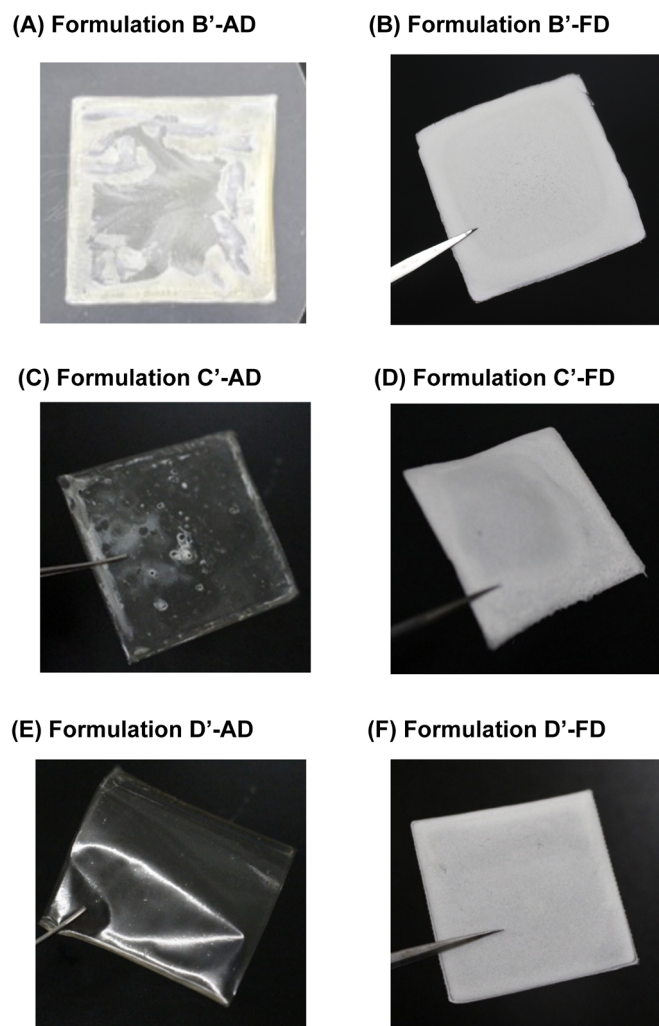 (A) Formulation B’-AD
(B) Formulation B’-FD
(C) Formulation C’-AD
(D) Formulation C’-FD
(E) Formulation D’-AD
(F) Formulation D’-FD